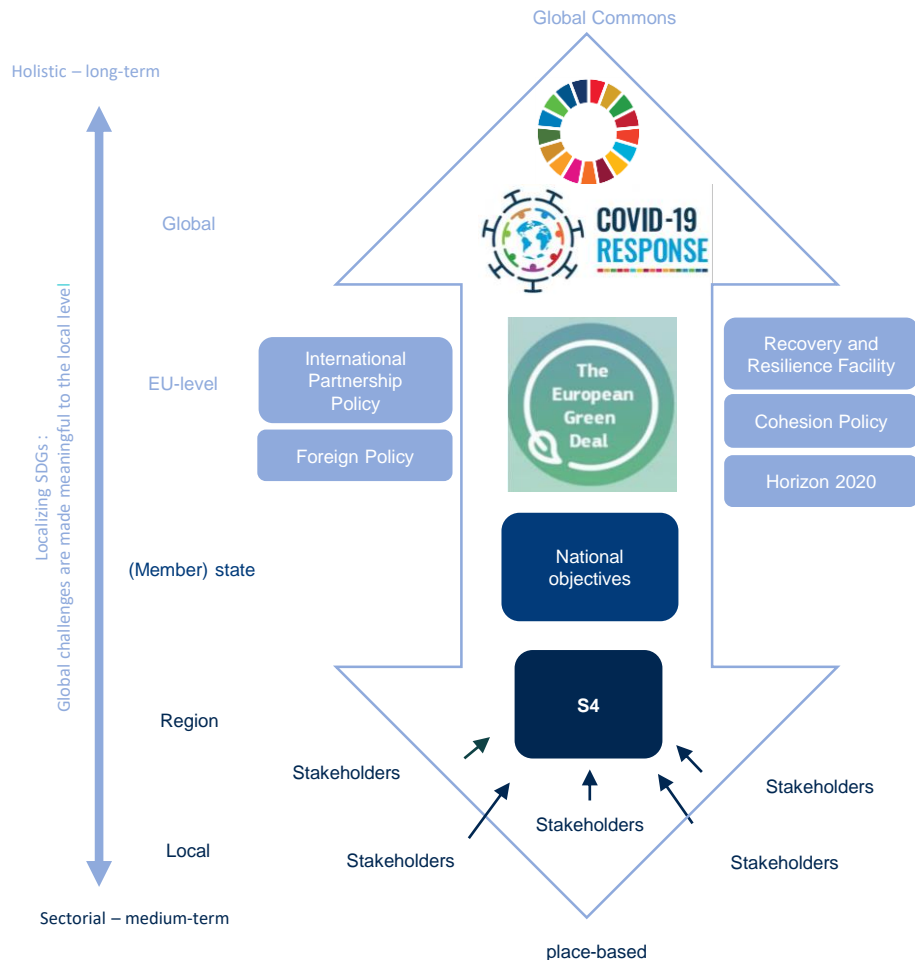 Global Commons
Holistic – long-term
Global
COVID-19
RESPONSE
Localizing SDGs :
Global challenges are made meaningful to the local level
EU-level
International
Partnership
Policy
Foreign Policy
The
European
Green
Deal
Recovery and
Resilience Facility
Cohesion Policy
Horizon 2020
(Member) state
National
objectives
Region
S4
Stakeholders
Stakeholders
Stakeholders
Local
Stakeholders
Stakeholders
Sectorial – medium-term
place-based